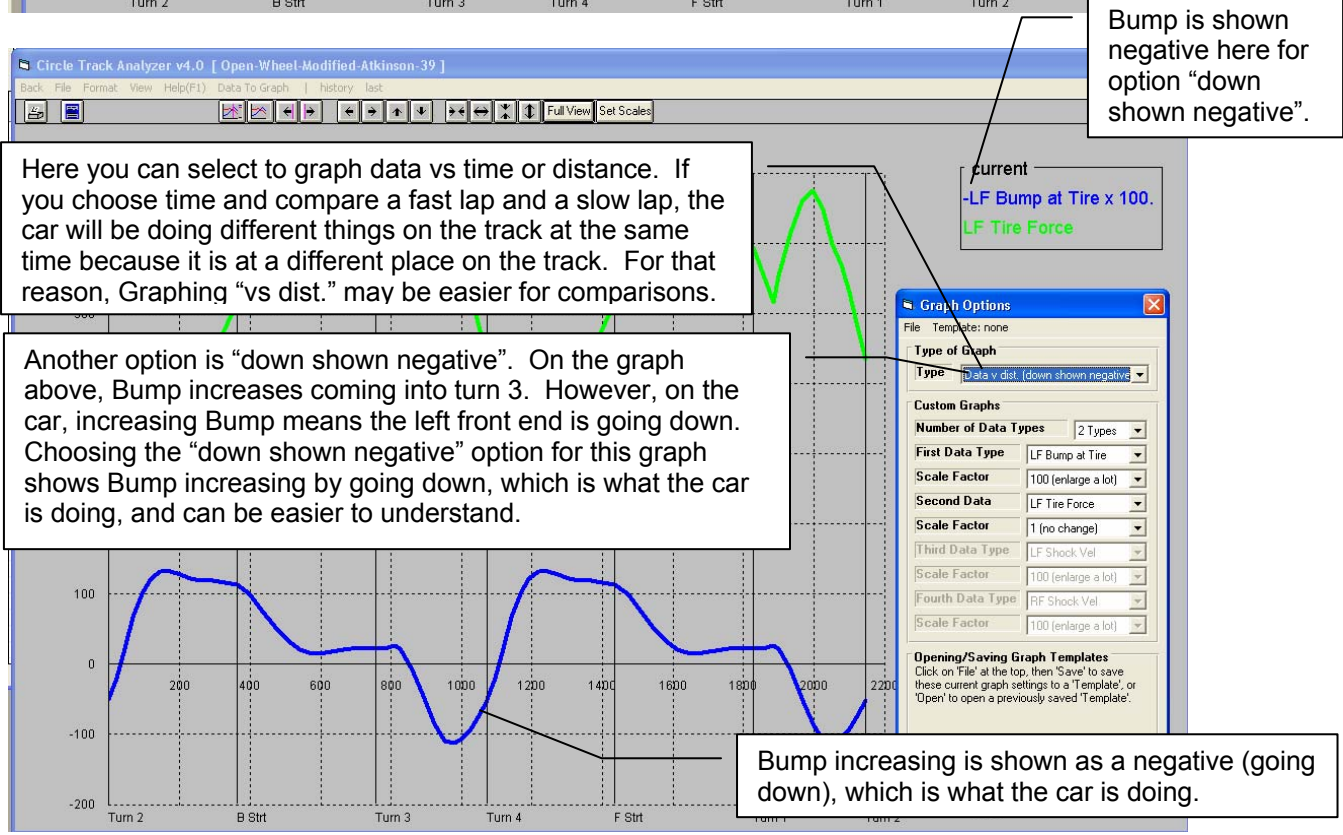 Turn 2 B Strt Turn 3 Turn 4 F Strt Turn 1 Turn 2
Bump is shown
negative here for
option “down
shown negative”.
Circle Track Analyzer v4.0 [ Open-Wheel-Modified-Atkinson-39 ]
Back File Format View Help(F1) Data To Graph | history last
Full View Set Scales
Here you can select to graph data vs time or distance. If
you choose time and compare a fast lap and a slow lap, the
car will be doing different things on the track at the same
time because it is at a different place on the track. For that
reason, Graphing “vs dist.” may be easier for comparisons.
current
-LF Bump at Tire x 100.
LF Tire Force
Another option is “down shown negative”. On the graph
above, Bump increases coming into turn 3. However, on the
car, increasing Bump means the left front end is going down.
Choosing the “down shown negative” option for this graph
shows Bump increasing by going down, which is what the car
is doing, and can be easier to understand.
Graph Options
File Template: none
Type of Graph
Type Data v dist. (down shown negative
Custom Graphs
Number of Data Types 2 Types
First Data Type LF Bump at Tire
Scale Factor 100 (enlarge a lot)
Second Data LF Tire Force
Scale Factor 1 (no change)
Third Data Type LF Shock Vel
Scale Factor 100 (enlarge a lot)
Fourth Data Type RF Shock Vel
Scale Factor 100 (enlarge a lot)
Opening/Saving Graph Templates
Click on 'File' at the top, then 'Save' to save
these current graph settings to a 'Template', or
'Open' to open a previously saved 'Template'.
100
0
200 400 600 800 1000 1200 1400 1600 1800 2000 2200
-100
-200
Bump increasing is shown as a negative (going
down), which is what the car is doing.
Turn 2 B Strt Turn 3 Turn 4 F Strt Turn 1 Turn 2